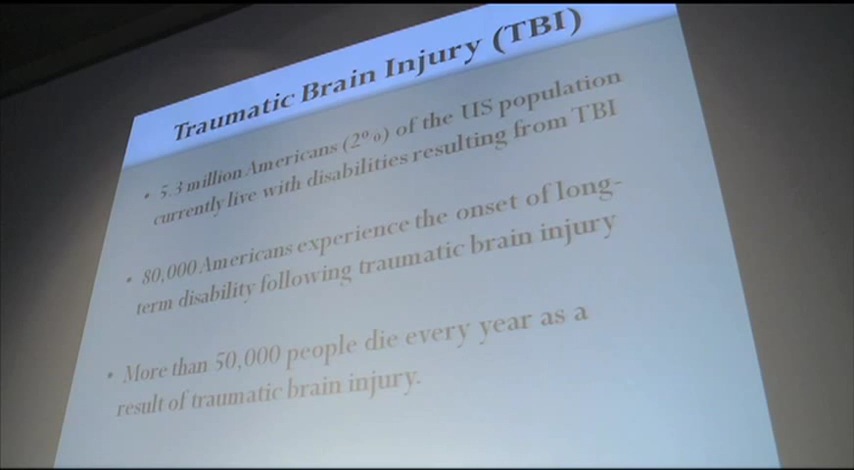 Traumatic Brain Injury (TBI)
• 5.3 million Americans (2%) of the US population
currently live with disabilities resulting from TBI
• 80,000 Americans experience the onset of long-
term disability following traumatic brain injury
• More than 50,000 people die every year as a
result of traumatic brain injury.